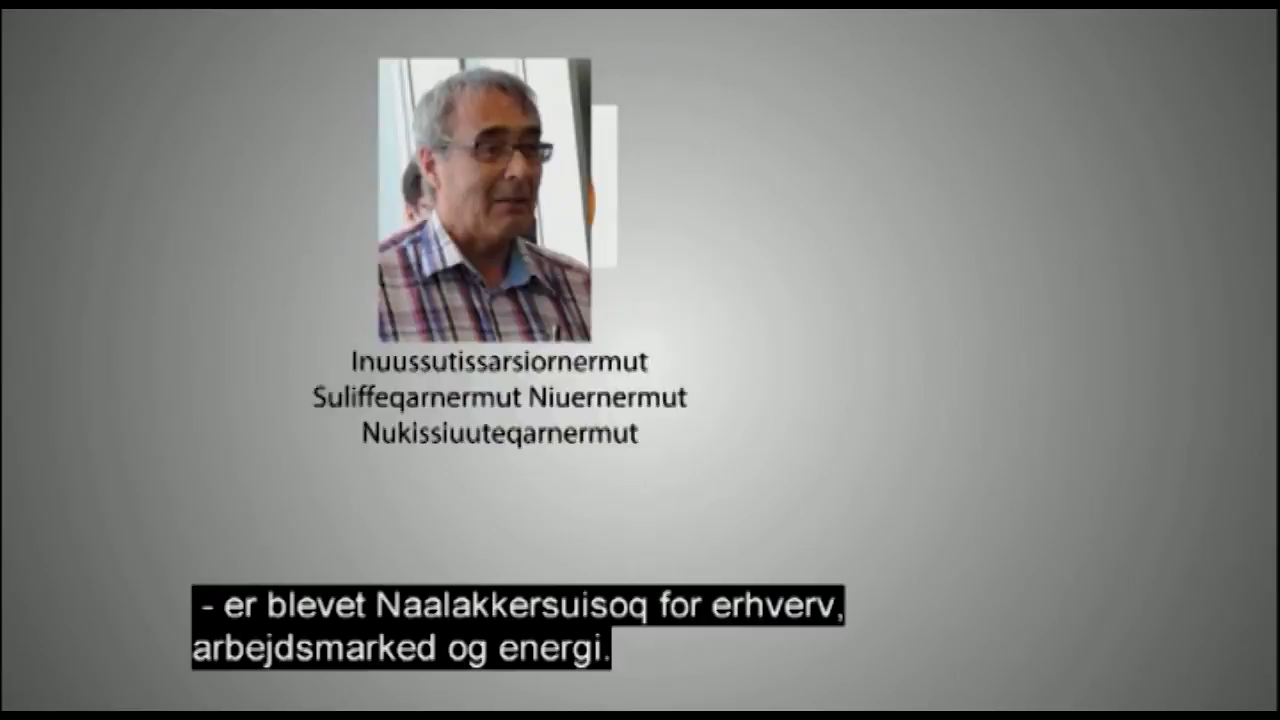 Inuussutissarsiornermut
Suliffeqarnermut Niuernermut
Nukissiuuteqarnermut
- er blevet Naalakkersuisoq for erhverv,
arbejdsmarked og energi.